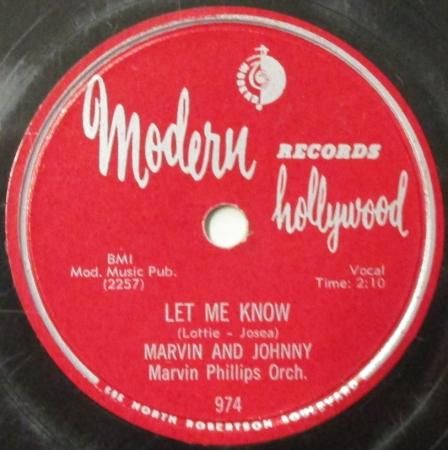 MODERN
Modern
RECORDS
hollywood
BMI
Mod. Music Pub.
(2257)
Vocal
Time: 2:10
LET ME KNOW
(Lottie - Josea)
MARVIN AND JOHNNY
Marvin Phillips Orch.
974
NORTH ROBERTSON BOULEVARD